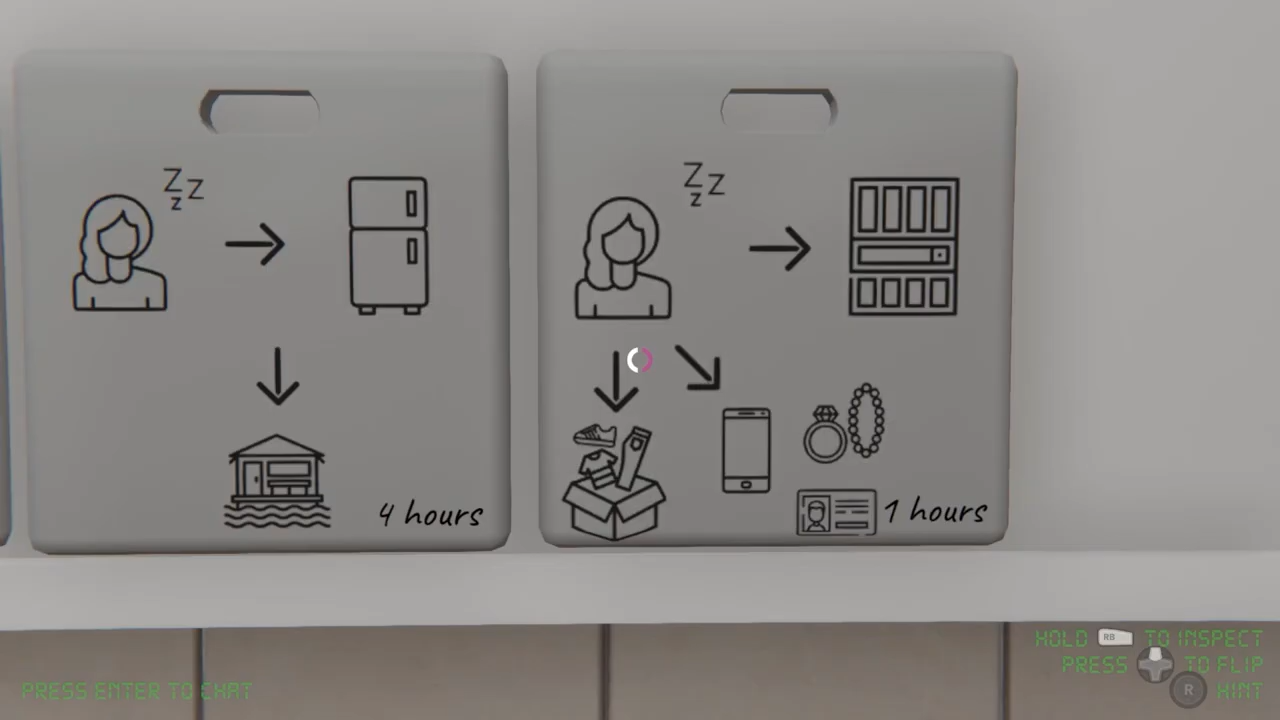 Z Z
z
Z Z
z
4 hours
1 hours
HOLD RB TO INSPECT
PRESS TO FLIP
PRESS ENTER TO CHAT
R HINT